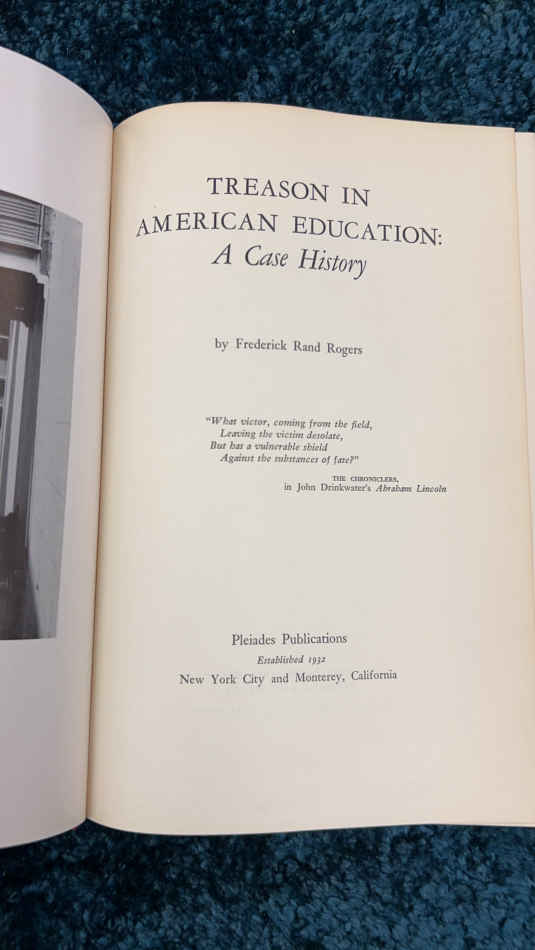 TREASON IN
AMERICAN EDUCATION:
A Case History
by Frederick Rand Rogers
"What victor, coming from the field,
Leaving the victim desolate,
But has a vulnerable shield
Against the substances of fate?"
THE CHRONICLERS,
in John Drinkwater's Abraham Lincoln
Pleiades Publications
Established 1932
New York City and Monterey, California